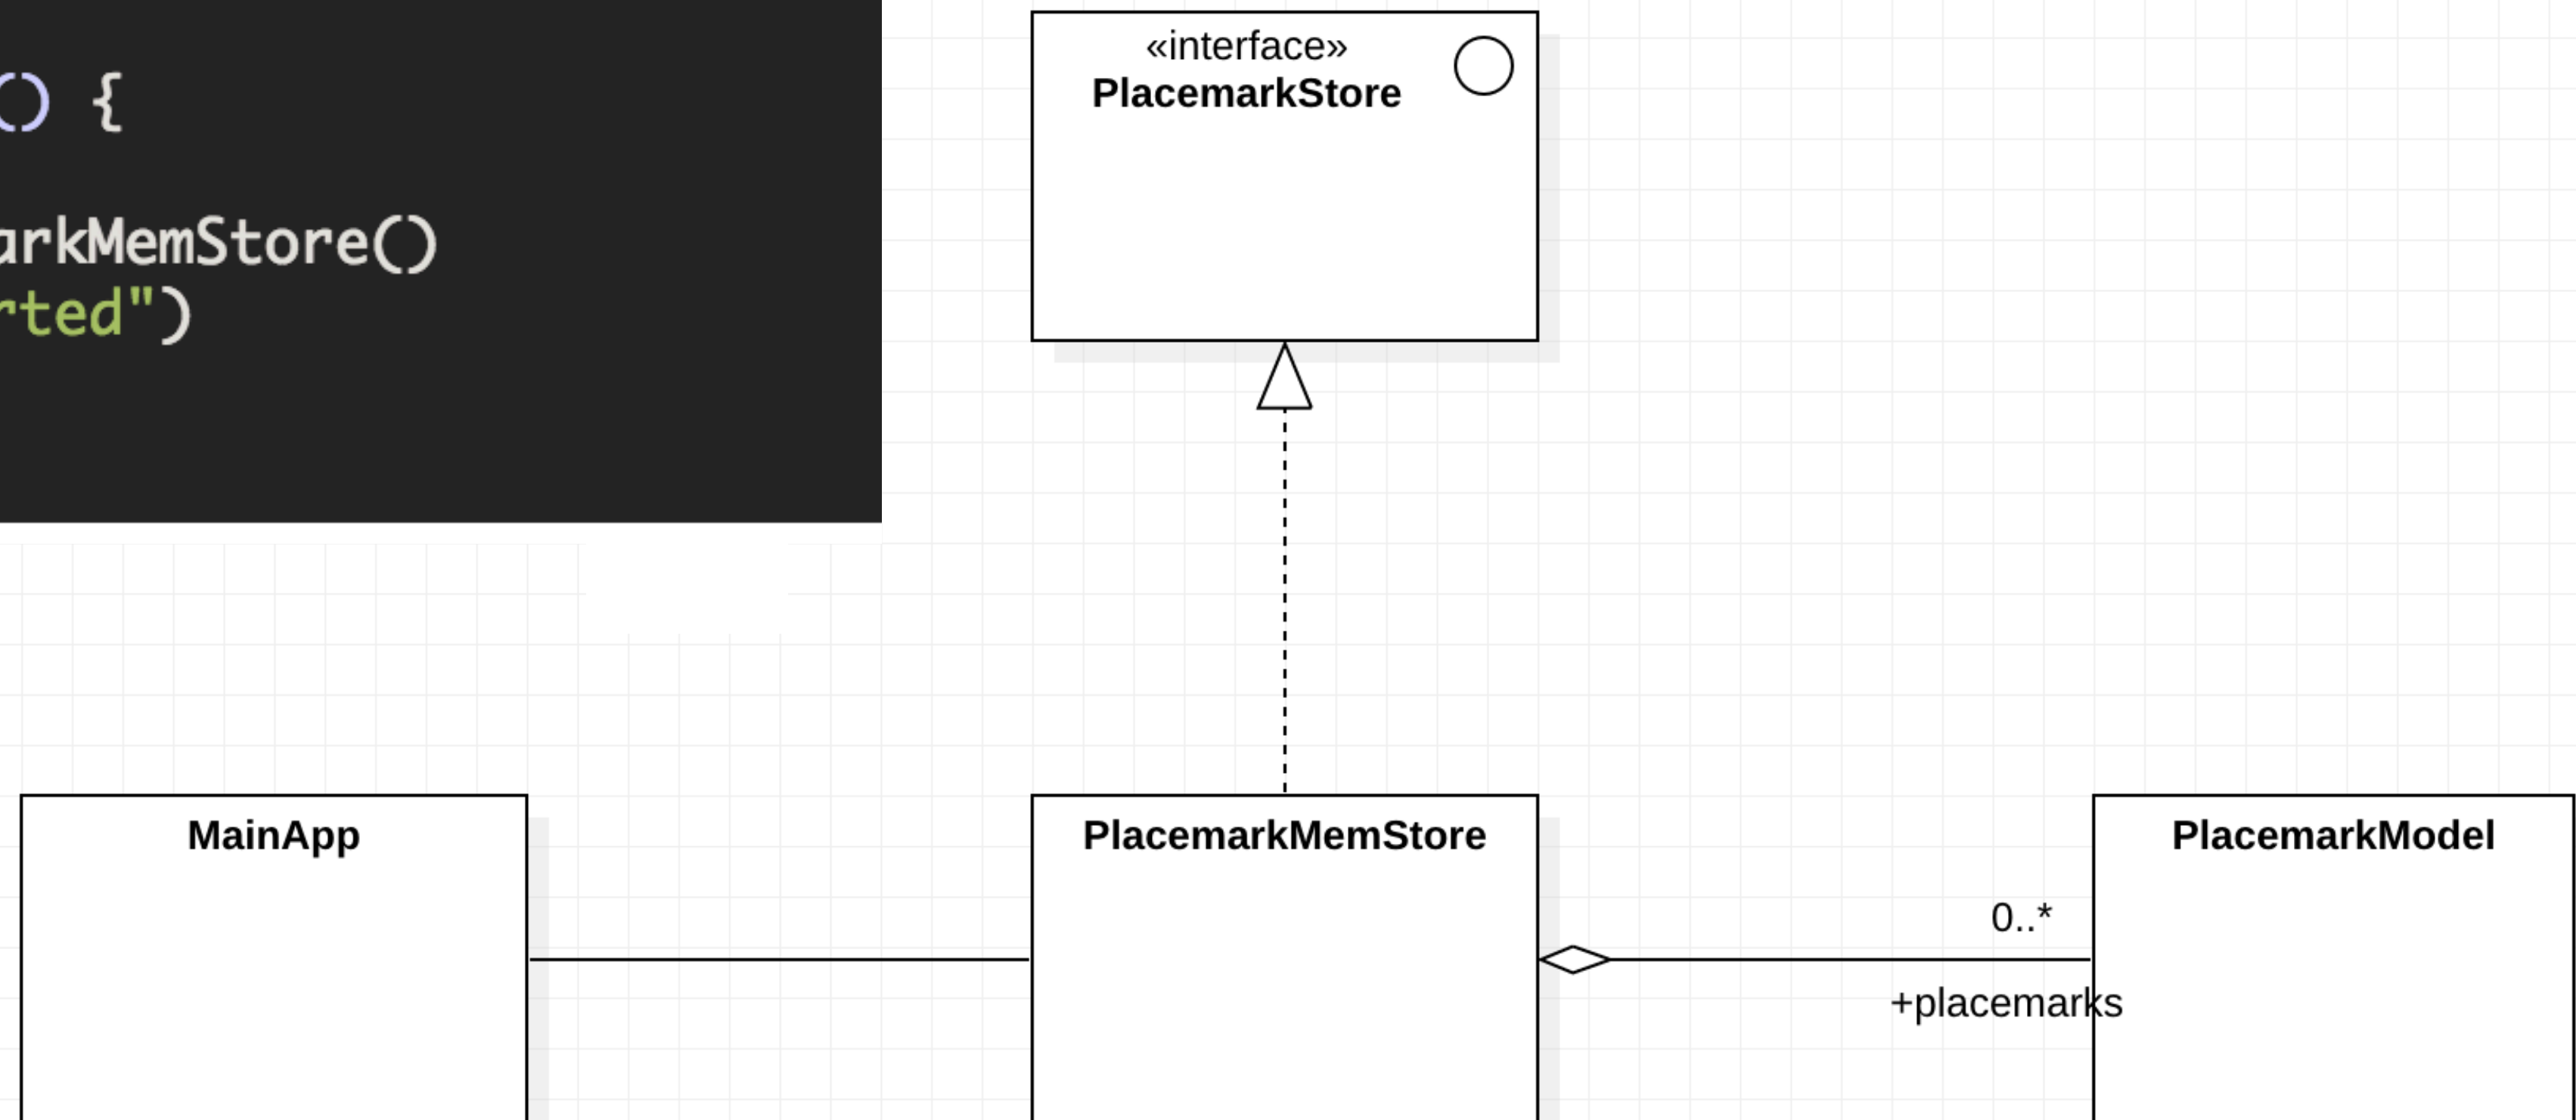 () {
arkMemStore()
rted")
«interface»
PlacemarkStore
MainApp
PlacemarkMemStore
PlacemarkModel
0..*
+placemarks